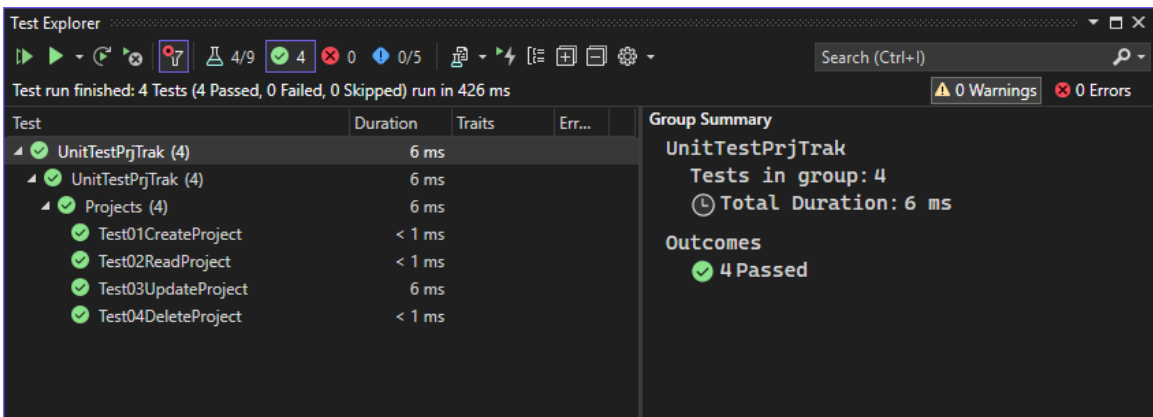 Test Explorer
4/9 4 0 0/5 Search (Ctrl+I)
Test run finished: 4 Tests (4 Passed, 0 Failed, 0 Skipped) run in 426 ms 0 Warnings 0 Errors
Test Duration Traits Err...
UnitTestPrjTrak (4) 6 ms
UnitTestPrjTrak (4) 6 ms
Projects (4) 6 ms
Test01CreateProject < 1 ms
Test02ReadProject < 1 ms
Test03UpdateProject 6 ms
Test04DeleteProject < 1 ms
Group Summary
UnitTestPrjTrak
Tests in group: 4
Total Duration: 6 ms
Outcomes
4 Passed